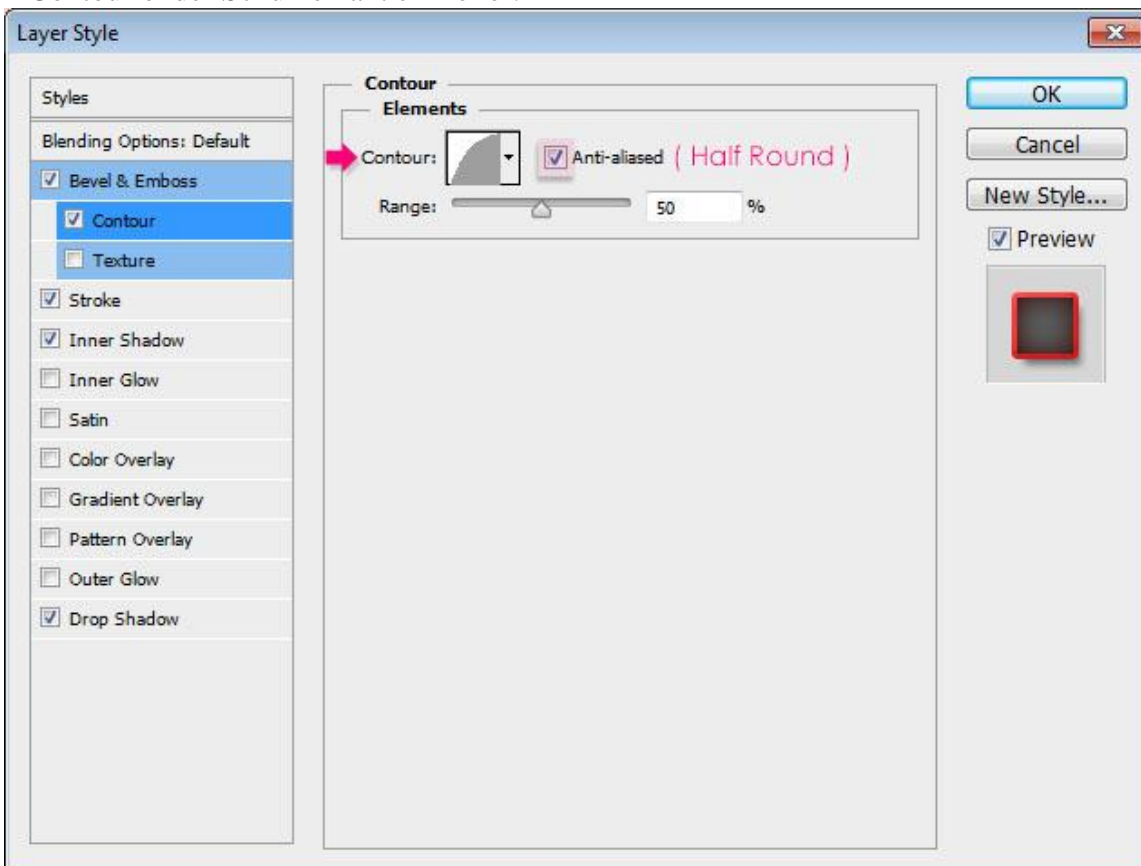 Layer Style
Styles
Blending Options: Default
Bevel & Emboss
Contour
Texture
Stroke
Inner Shadow
Inner Glow
Satin
Color Overlay
Gradient Overlay
Pattern Overlay
Outer Glow
Drop Shadow
Contour
Elements
Contour: Anti-aliased ( Half Round )
Range: 50 %
OK
Cancel
New Style...
Preview